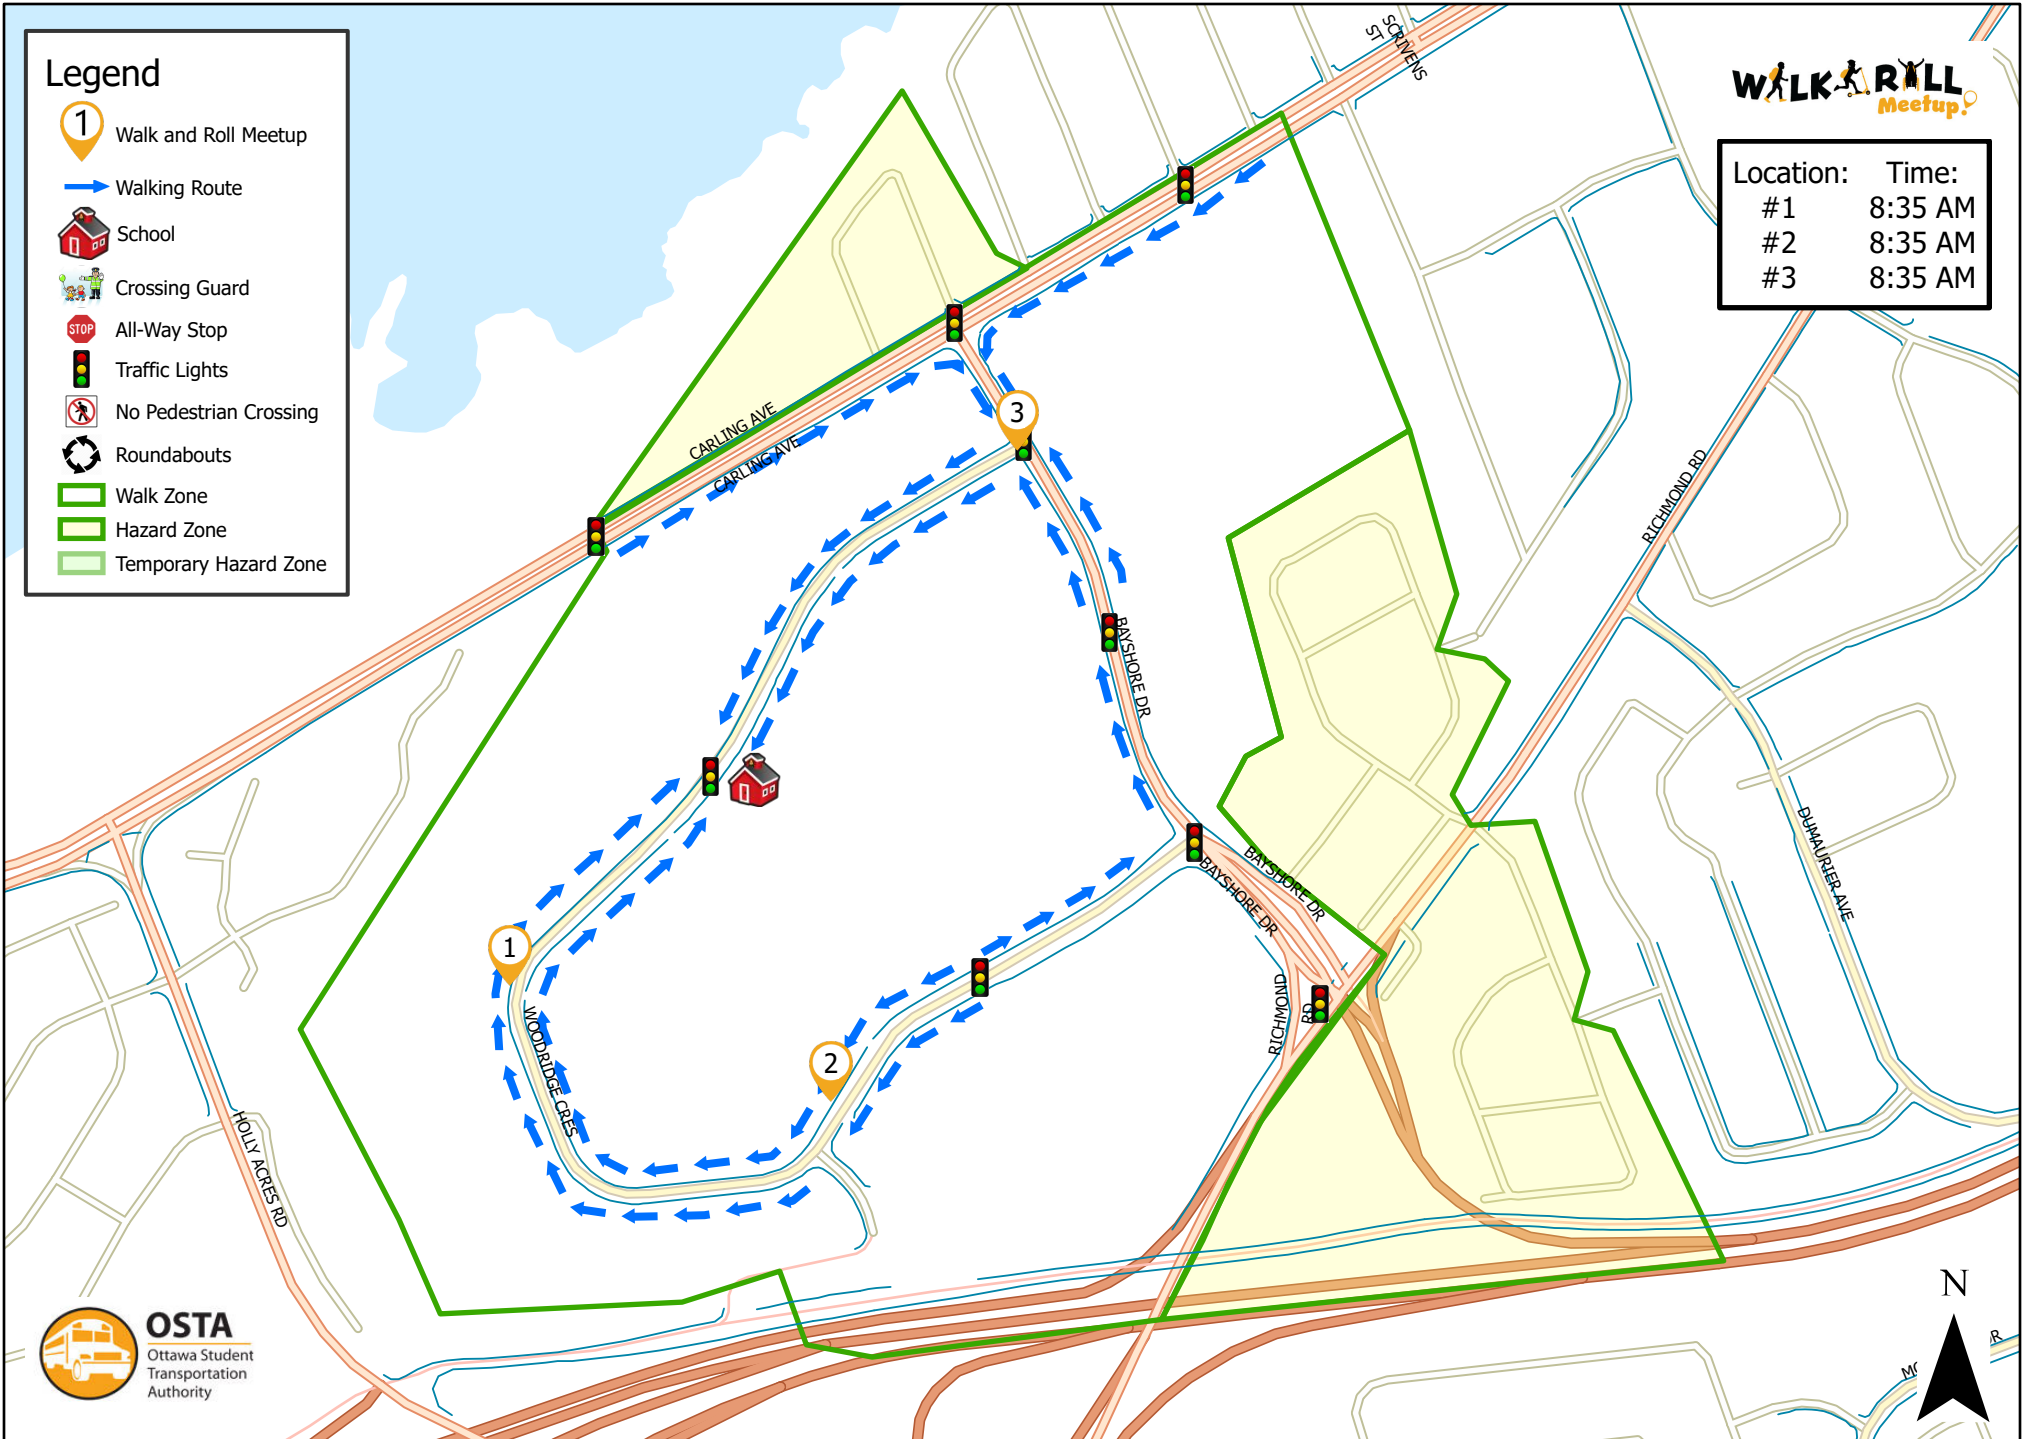 Legend
1
Walk and Roll Meetup
Walking Route
School
Crossing Guard
STOP
All-Way Stop
Traffic Lights
No Pedestrian Crossing
Roundabouts
Walk Zone
Hazard Zone
Temporary Hazard Zone
WALK & ROLL
Meetup!
Location: Time:
#1 8:35 AM
#2 8:35 AM
#3 8:35 AM
SCRIVENS
ST
CARLING AVE
CARLING AVE
3
RICHMOND RD
BAYSHORE DR
BAYSHORE DR
BAYSHORE DR
DUMAURIER AVE
1
2
WOODRIDGE CRES
RICHMOND
RD
HOLLY ACRES RD
N
OSTA
Ottawa Student
Transportation
Authority